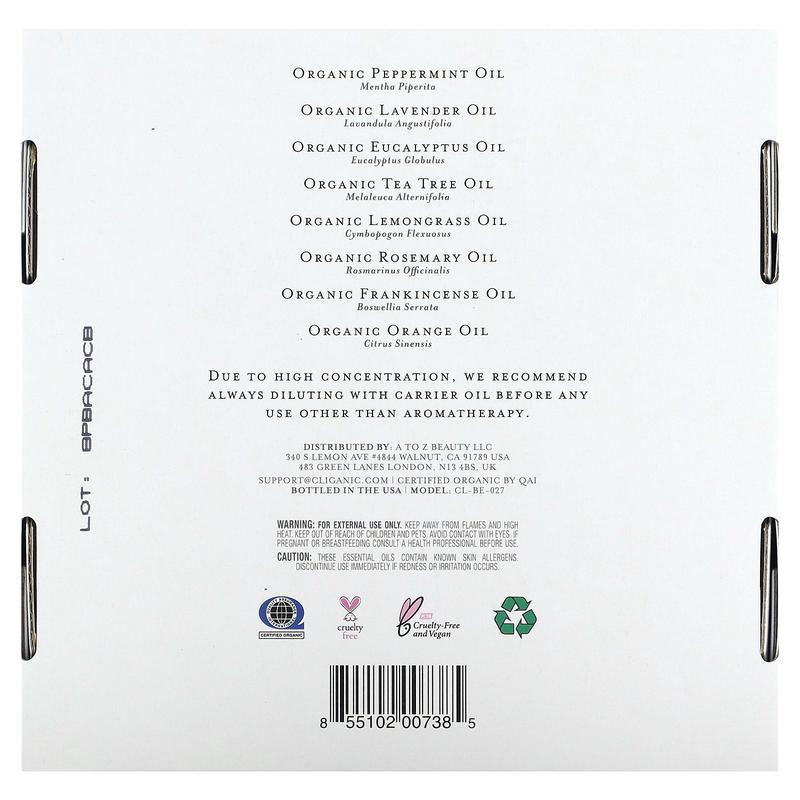 ORGANIC PEPPERMINT OIL
Mentha Piperita
ORGANIC LAVENDER OIL
Lavandula Angustifolia
ORGANIC EUCALYPTUS OIL
Eucalyptus Globulus
ORGANIC TEA TREE OIL
Melaleuca Alternifolia
ORGANIC LEMONGRASS OIL
Cymbopogon Flexuosus
ORGANIC ROSEMARY OIL
Rosmarinus Officinalis
ORGANIC FRANKINCENSE OIL
Boswellia Serrata
ORGANIC ORANGE OIL
Citrus Sinensis
DUE TO HIGH CONCENTRATION, WE RECOMMEND
ALWAYS DILUTING WITH CARRIER OIL BEFORE ANY
USE OTHER THAN AROMATHERAPY.
LOT: BPBACACB
DISTRIBUTED BY: A TO Z BEAUTY LLC
340 S LEMON AVE #4844 WALNUT, CA 91789 USA
483 GREEN LANES LONDON, N13 4BS, UK
SUPPORT@CLIGANIC.COM | CERTIFIED ORGANIC BY QAI
BOTTLED IN THE USA | MODEL: CL-BE-027
WARNING: FOR EXTERNAL USE ONLY. KEEP AWAY FROM FLAMES AND HIGH
HEAT. KEEP OUT OF REACH OF CHILDREN AND PETS. AVOID CONTACT WITH EYES. IF
PREGNANT OR BREASTFEEDING CONSULT A HEALTH PROFESSIONAL BEFORE USE.
CAUTION: THESE ESSENTIAL OILS CONTAIN KNOWN SKIN ALLERGENS.
DISCONTINUE USE IMMEDIATELY IF REDNESS OR IRRITATION OCCURS.
CERTIFIED ORGANIC
cruelty
free
PETA
Cruelty-Free
and Vegan
8 55102 00738 5